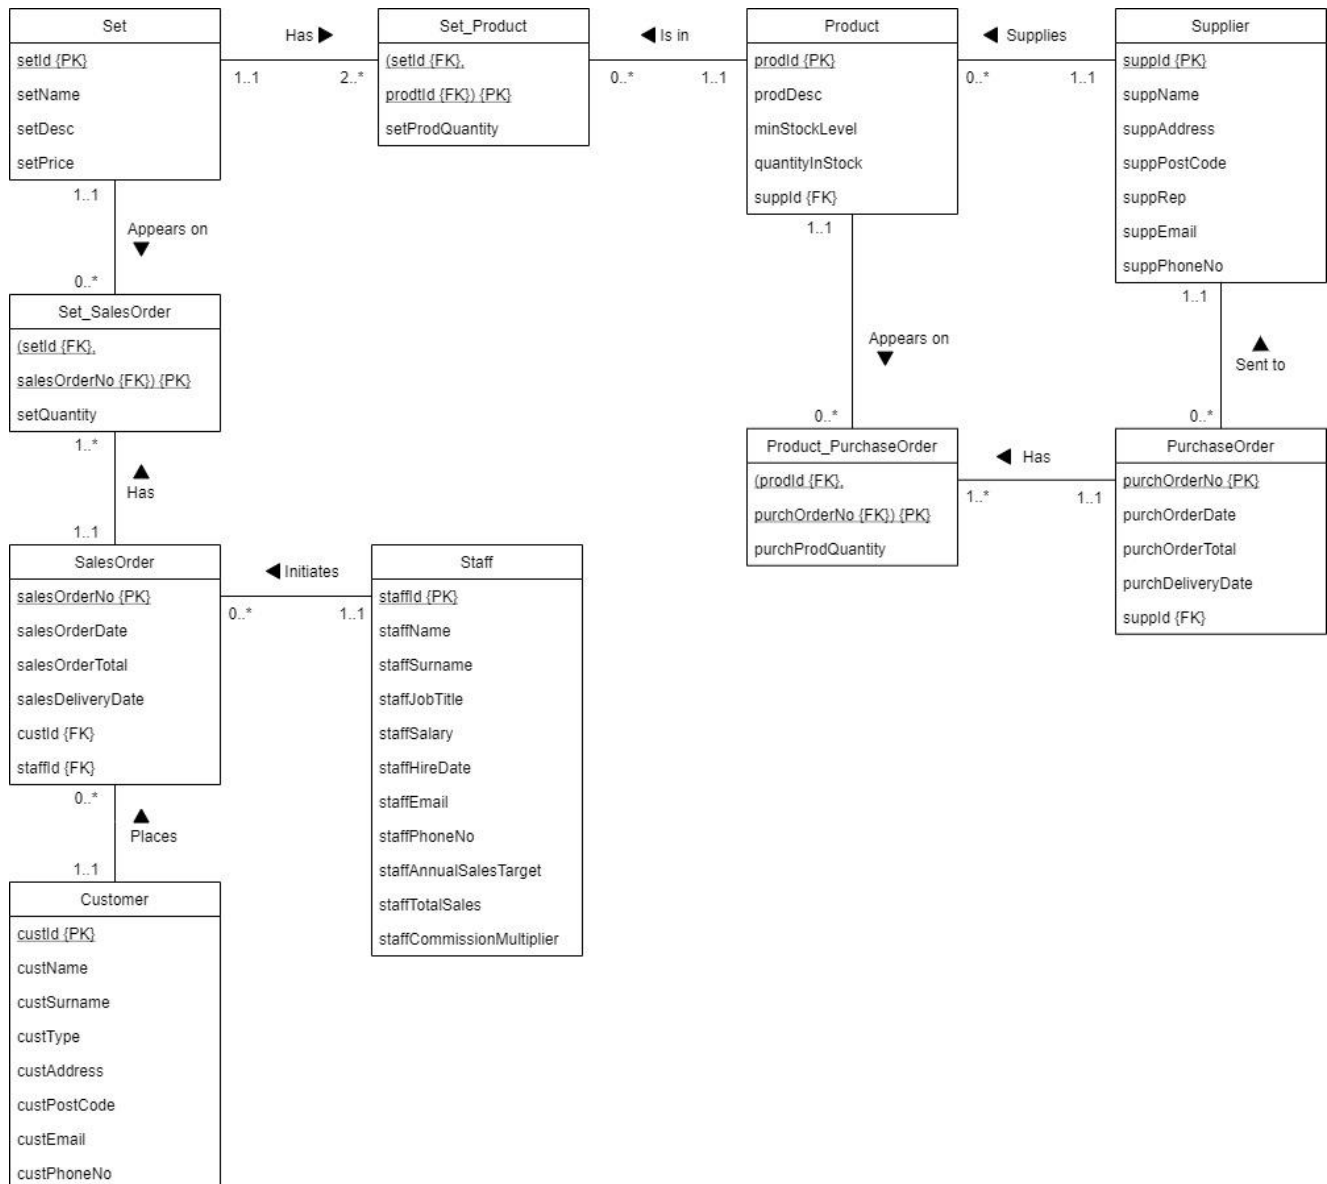 Set
setId {PK}
setName
setDesc
setPrice
Has
1..1
2..*
Set_Product
(setId {FK},
prodtId {FK}) {PK}
setProdQuantity
Is in
0..*
1..1
Product
prodId {PK}
prodDesc
minStockLevel
quantityInStock
suppId {FK}
Supplies
0..*
1..1
Supplier
suppId {PK}
suppName
suppAddress
suppPostCode
suppRep
suppEmail
suppPhoneNo
1..1
Appears on
0..*
Set_SalesOrder
(setId {FK},
salesOrderNo {FK}) {PK}
setQuantity
1..*
Has
1..1
1..1
Appears on
0..*
Product_PurchaseOrder
(prodId {FK},
purchOrderNo {FK}) {PK}
purchProdQuantity
Has
1..*
1..1
1..1
Sent to
0..*
PurchaseOrder
purchOrderNo {PK}
purchOrderDate
purchOrderTotal
purchDeliveryDate
suppId {FK}
SalesOrder
salesOrderNo {PK}
salesOrderDate
salesOrderTotal
salesDeliveryDate
custId {FK}
staffId {FK}
Initiates
0..*
1..1
Staff
staffId {PK}
staffName
staffSurname
staffJobTitle
staffSalary
staffHireDate
staffEmail
staffPhoneNo
staffAnnualSalesTarget
staffTotalSales
staffCommissionMultiplier
0..*
Places
1..1
Customer
custId {PK}
custName
custSurname
custType
custAddress
custPostCode
custEmail
custPhoneNo